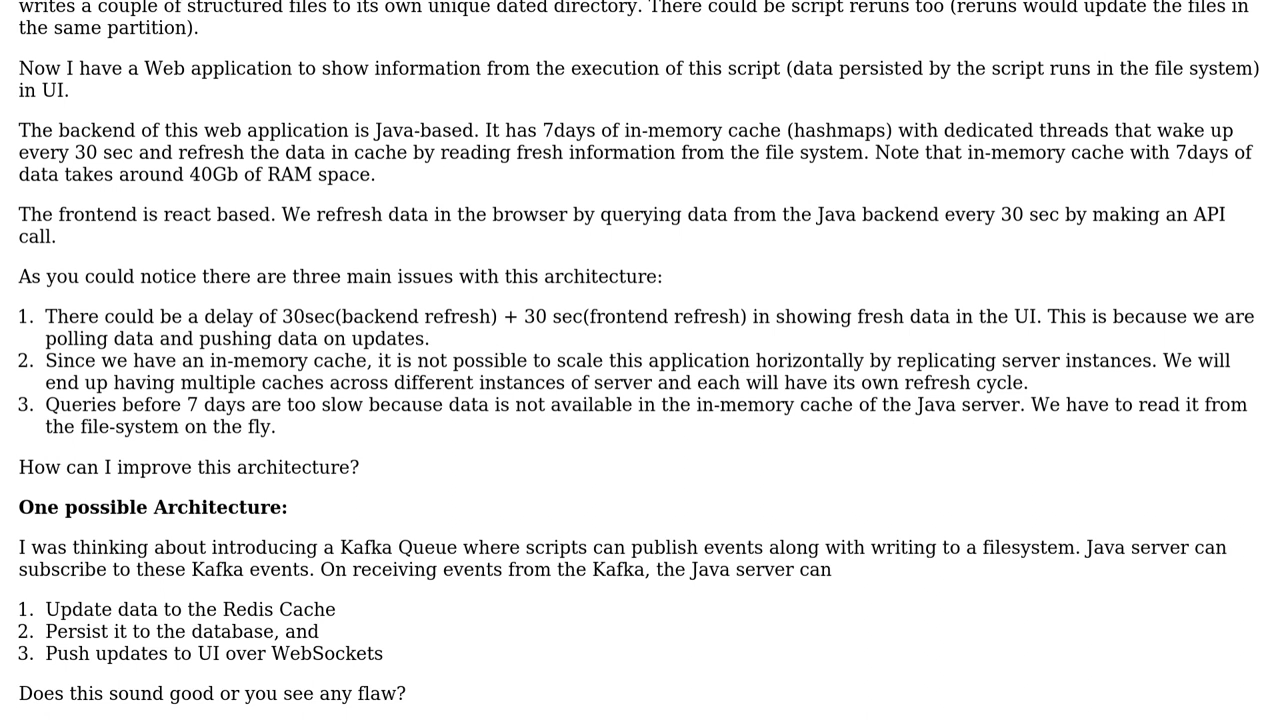 writes a couple of structured files to its own unique dated directory. There could be script reruns too (reruns would update the files in
the same partition).
Now I have a Web application to show information from the execution of this script (data persisted by the script runs in the file system)
in UI.
The backend of this web application is Java-based. It has 7days of in-memory cache (hashmaps) with dedicated threads that wake up
every 30 sec and refresh the data in cache by reading fresh information from the file system. Note that in-memory cache with 7days of
data takes around 40Gb of RAM space.
The frontend is react based. We refresh data in the browser by querying data from the Java backend every 30 sec by making an API
call.
As you could notice there are three main issues with this architecture:
1. There could be a delay of 30sec(backend refresh) + 30 sec(frontend refresh) in showing fresh data in the UI. This is because we are
polling data and pushing data on updates.
2. Since we have an in-memory cache, it is not possible to scale this application horizontally by replicating server instances. We will
end up having multiple caches across different instances of server and each will have its own refresh cycle.
3. Queries before 7 days are too slow because data is not available in the in-memory cache of the Java server. We have to read it from
the file-system on the fly.
How can I improve this architecture?
One possible Architecture:
I was thinking about introducing a Kafka Queue where scripts can publish events along with writing to a filesystem. Java server can
subscribe to these Kafka events. On receiving events from the Kafka, the Java server can
1. Update data to the Redis Cache
2. Persist it to the database, and
3. Push updates to UI over WebSockets
Does this sound good or you see any flaw?